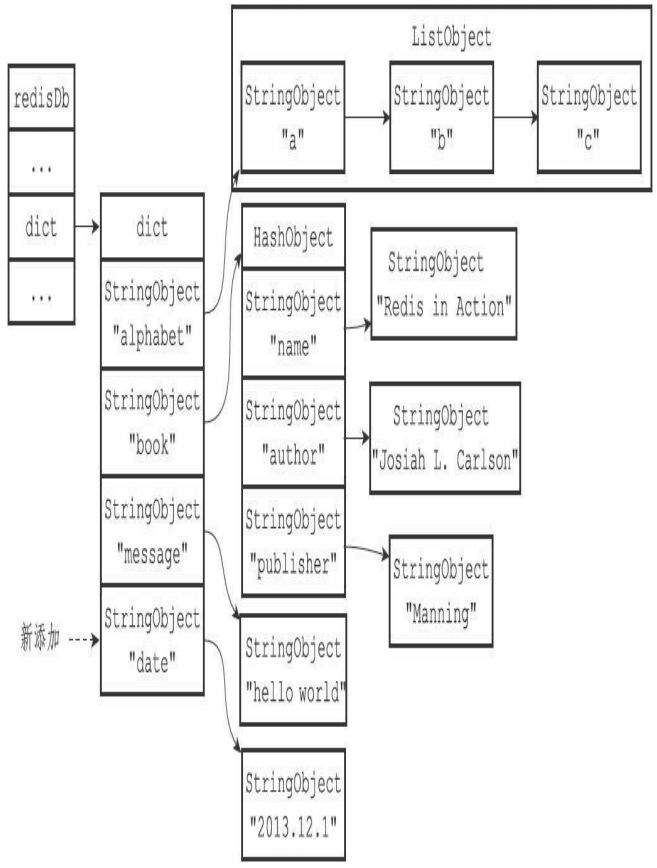 redisDb
...
dict
...
dict
StringObject
"alphabet"
StringObject
"book"
StringObject
"message"
StringObject
"date"
新添加
ListObject
StringObject
"a"
StringObject
"b"
StringObject
"c"
HashObject
StringObject
"name"
StringObject
"author"
StringObject
"publisher"
StringObject
"Redis in Action"
StringObject
"Josiah L. Carlson"
StringObject
"Manning"
StringObject
"hello world"
StringObject
"2013.12.1"